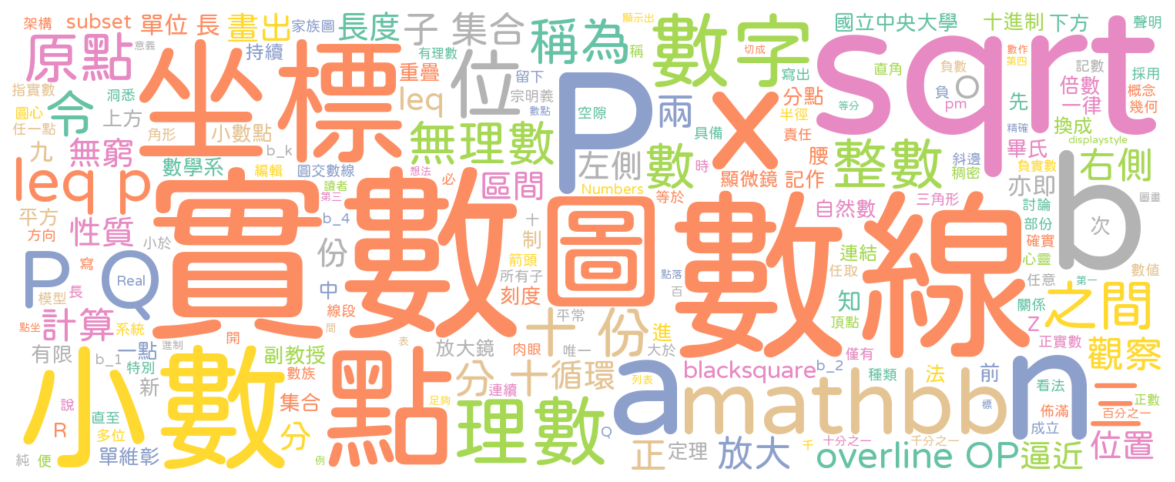 架構 subset 單位 長 畫出 家族圖 長度 子 集合 稱為 數字 顯示出 切成 sqrt 國立中央大學 十進制 下方 聲明
原點 意義 坐標 持續 有理數 重疊 位 留下 P 稱 寫出 x 分點 直角 負數 負 O pm 數作 第四 記數 倍數 採用 概念
指實數 洞悉 令 上方 leq 宗明義 數點 兩 空隙 半徑 等分 先 一律 幾何
圓心 任一點 角形 小數點 無理數 具備 責任 腰 精確 換成 displaystyle
九 b_k 編輯 圓交數線 想法 左側 數 時 整數 斜邊 畢氏 負實數 右側
無窮 數學系 讀者 必 區間 Numbers 顯微鏡 記作 稠密 b
leq p 第三 等於 自然數 三角形 亦即 討論 圖畫
平方 性質 b_4 實數 圖 數線 十 制 連結 部份 次
方向 小於 份 箭頭 確實
P Q 寫 Real 中 線段 所有子 點落 任取 知 心靈 任意 數值
模型 長 刻度 百 頂點 關係 第一 之間
點坐 計算 系統 開 間 平常 十 份 進 Z 正實數
有限 b_1 一點 副教授 表 放大鏡 肉眼 唯一 大於 b_2 僅有 觀察
特別 新 進制 點 分 十 循環 blacksquare 種類 法 前 看法
小數 數族 連續 列表 a mathbb n 佈滿 標 正數
說 直至 集合 足夠 理數 成立 百分之一 三
R 多位 分 Q 正 定理 放大 千 十分之一 千分之一 位置
純 便 單維彰 例 overline OP 逼近